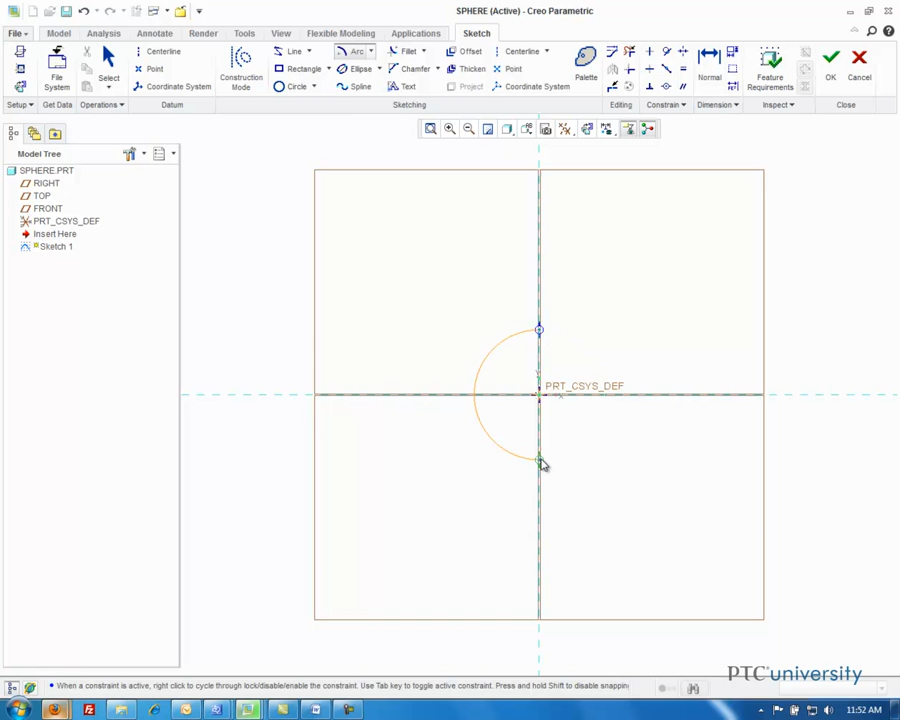 SPHERE (Active) - Creo Parametric
File Model Analysis Annotate Render Tools View Flexible Modeling Applications Sketch
Centerline Line Arc Fillet Offset Centerline
File System Select Point Rectangle Ellipse Chamfer Thicken Point Construction Mode Palette Normal Feature Requirements OK Cancel
Coordinate System Circle Spline Text Project Coordinate System
Setup Get Data Operations Datum Sketching Editing Constrain Dimension Inspect Close
Model Tree
SPHERE.PRT
RIGHT
TOP
FRONT
PRT_CSYS_DEF
Insert Here
Sketch 1
PRT_CSYS_DEF
PTC university
When a constraint is active, right click to cycle through lock/disable/enable the constraint. Use Tab key to toggle active constraint. Press and hold Shift to disable snapping
11:52 AM